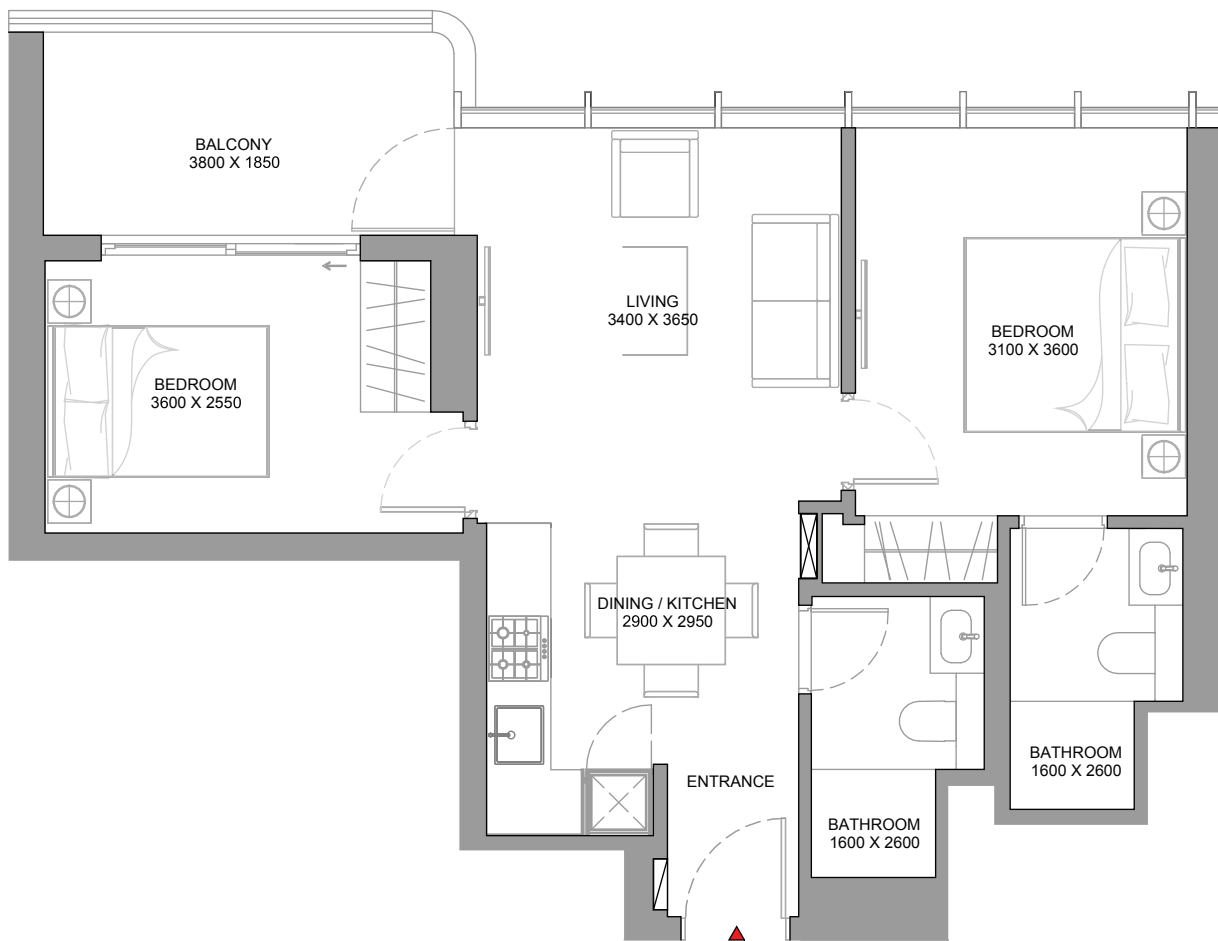 BALCONY
3800 X 1850
LIVING
3400 X 3650
BEDROOM
3100 X 3600
BEDROOM
3600 X 2550
DINING / KITCHEN
2900 X 2950
ENTRANCE
BATHROOM
1600 X 2600
BATHROOM
1600 X 2600